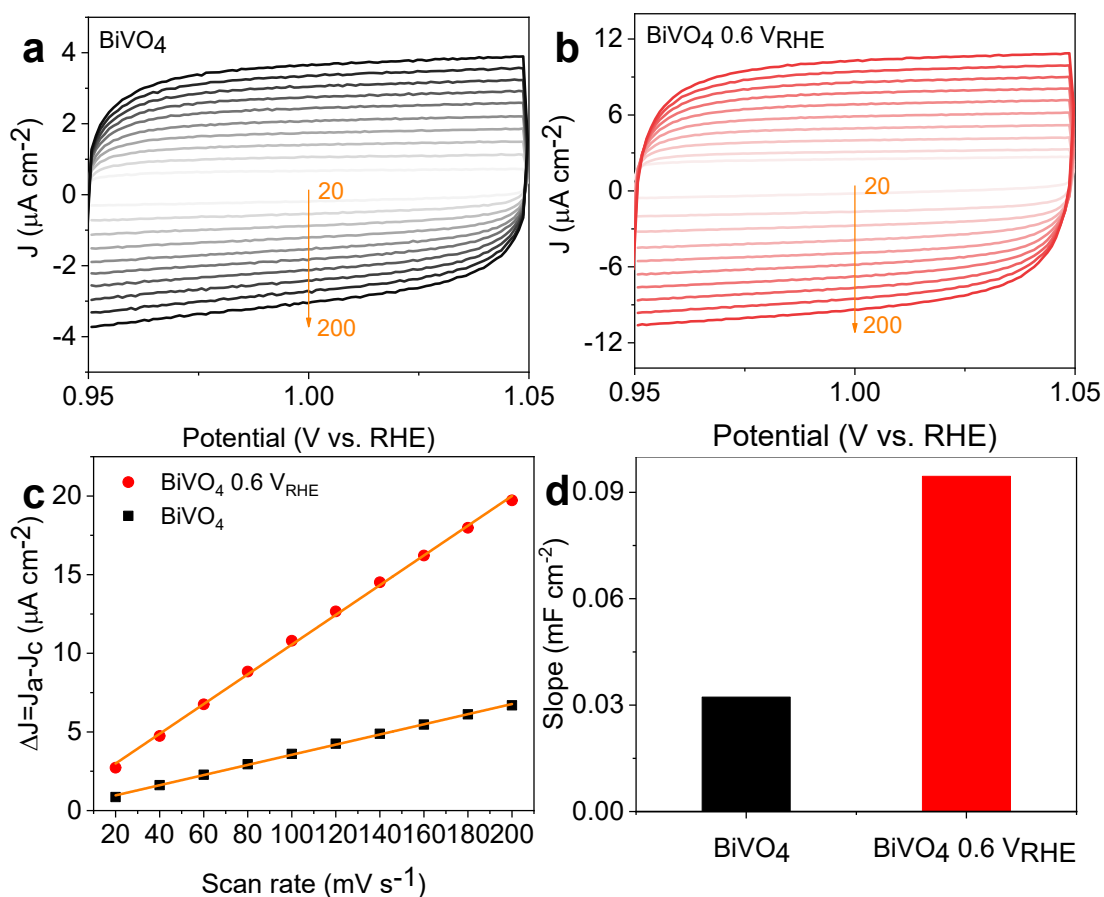 a
BiVO4
4
2
0
-2
-4
J (μA cm-2)
20
200
0.95
1.00
1.05
Potential (V vs. RHE)
b
BiVO4 0.6 VRHE
12
6
0
-6
-12
J (μA cm-2)
20
200
0.95
1.00
1.05
Potential (V vs. RHE)
c
BiVO4 0.6 VRHE
BiVO4
20
15
10
5
0
ΔJ=Ja-Jc (μA cm-2)
20 40 60 80 100 120 140 160 180 200
Scan rate (mV s-1)
d
0.09
0.06
0.03
0.00
Slope (mF cm-2)
BiVO4
BiVO4 0.6 VRHE